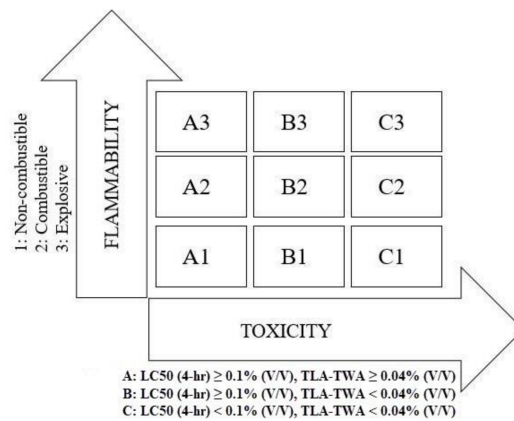 1: Non-combustible
2: Combustible
3: Explosive
FLAMMABILITY
A3 B3 C3
A2 B2 C2
A1 B1 C1
TOXICITY
A: LC50 (4-hr) ≥ 0.1% (V/V), TLA-TWA ≥ 0.04% (V/V)
B: LC50 (4-hr) ≥ 0.1% (V/V), TLA-TWA < 0.04% (V/V)
C: LC50 (4-hr) < 0.1% (V/V), TLA-TWA < 0.04% (V/V)